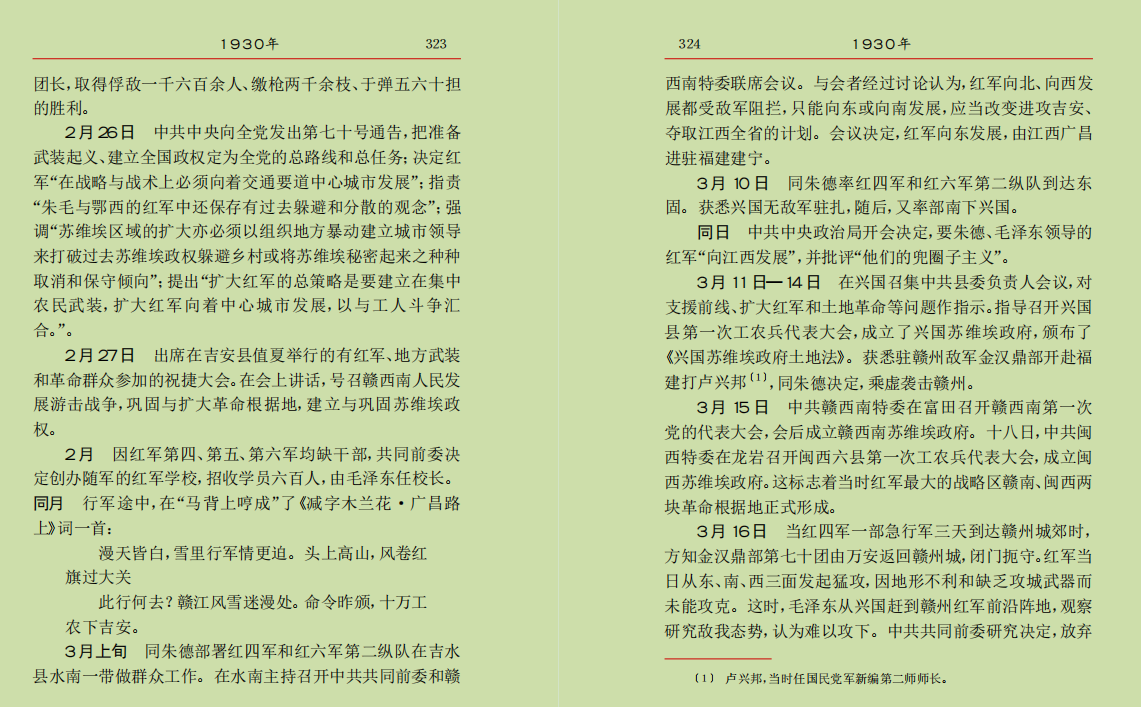 1930年 323
团长，取得俘敌一千六百余人、缴枪两千余枝、于弹五六十担
的胜利。
2月26日 中共中央向全党发出第七十号通告，把准备
武装起义、建立全国政权定为全党的总路线和总任务；决定红
军“在战略与战术上必须向着交通要道中心城市发展”；指责
“朱毛与鄂西的红军中还保存有过去躲避和分散的观念”；强
调“苏维埃区域的扩大亦必须以组织地方暴动建立城市领导
来打破过去苏维埃政权躲避乡村或将苏维埃秘密起来之种种
取消和保守倾向”；提出“扩大红军的总策略是要建立在集中
农民武装，扩大红军向着中心城市发展，以与工人斗争汇
合。”。
2月27日 出席在吉安县值夏举行的有红军、地方武装
和革命群众参加的祝捷大会。在会上讲话，号召赣西南人民发
展游击战争，巩固与扩大革命根据地，建立与巩固苏维埃政
权。
2月 因红军第四、第五、第六军均缺干部，共同前委决
定创办随军的红军学校，招收学员六百人，由毛泽东任校长。
同月 行军途中，在“马背上哼成”了《减字木兰花·广昌路
上》词一首：
漫天皆白，雪里行军情更迫。头上高山，风卷红
旗过大关
此行何去？赣江风雪迷漫处。命令昨颁，十万工
农下吉安。
3月上旬 同朱德部署红四军和红六军第二纵队在吉水
县水南一带做群众工作。在水南主持召开中共共同前委和赣
324 1930年
西南特委联席会议。与会者经过讨论认为，红军向北、向西发
展都受敌军阻拦，只能向东或向南发展，应当改变进攻吉安、
夺取江西全省的计划。会议决定，红军向东发展，由江西广昌
进驻福建建宁。
3月10日 同朱德率红四军和红六军第二纵队到达东
固。获悉兴国无敌军驻扎，随后，又率部南下兴国。
同日 中共中央政治局开会决定，要朱德、毛泽东领导的
红军“向江西发展”，并批评“他们的兜圈子主义”。
3月11日—14日 在兴国召集中共县委负责人会议，对
支援前线、扩大红军和土地革命等问题作指示。指导召开兴国
县第一次工农兵代表大会，成立了兴国苏维埃政府，颁布了
《兴国苏维埃政府土地法》。获悉驻赣州敌军金汉鼎部开赴福
建打卢兴邦〔1〕，同朱德决定，乘虚袭击赣州。
3月15日 中共赣西南特委在富田召开赣西南第一次
党的代表大会，会后成立赣西南苏维埃政府。十八日，中共闽
西特委在龙岩召开闽西六县第一次工农兵代表大会，成立闽
西苏维埃政府。这标志着当时红军最大的战略区赣南、闽西两
块革命根据地正式形成。
3月16日 当红四军一部急行军三天到达赣州城郊时，
方知金汉鼎部第七十团由万安返回赣州城，闭门扼守。红军当
日从东、南、西三面发起猛攻，因地形不利和缺乏攻城武器而
未能攻克。这时，毛泽东从兴国赶到赣州红军前沿阵地，观察
研究敌我态势，认为难以攻下。中共共同前委研究决定，放弃
〔1〕 卢兴邦，当时任国民党军新编第二师师长。